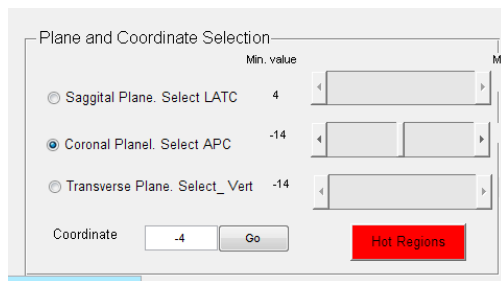 Plane and Coordinate Selection
Min. value M
Saggital Plane. Select LATC 4
Coronal Planel. Select APC -14
Transverse Plane. Select_ Vert -14
Coordinate -4 Go Hot Regions